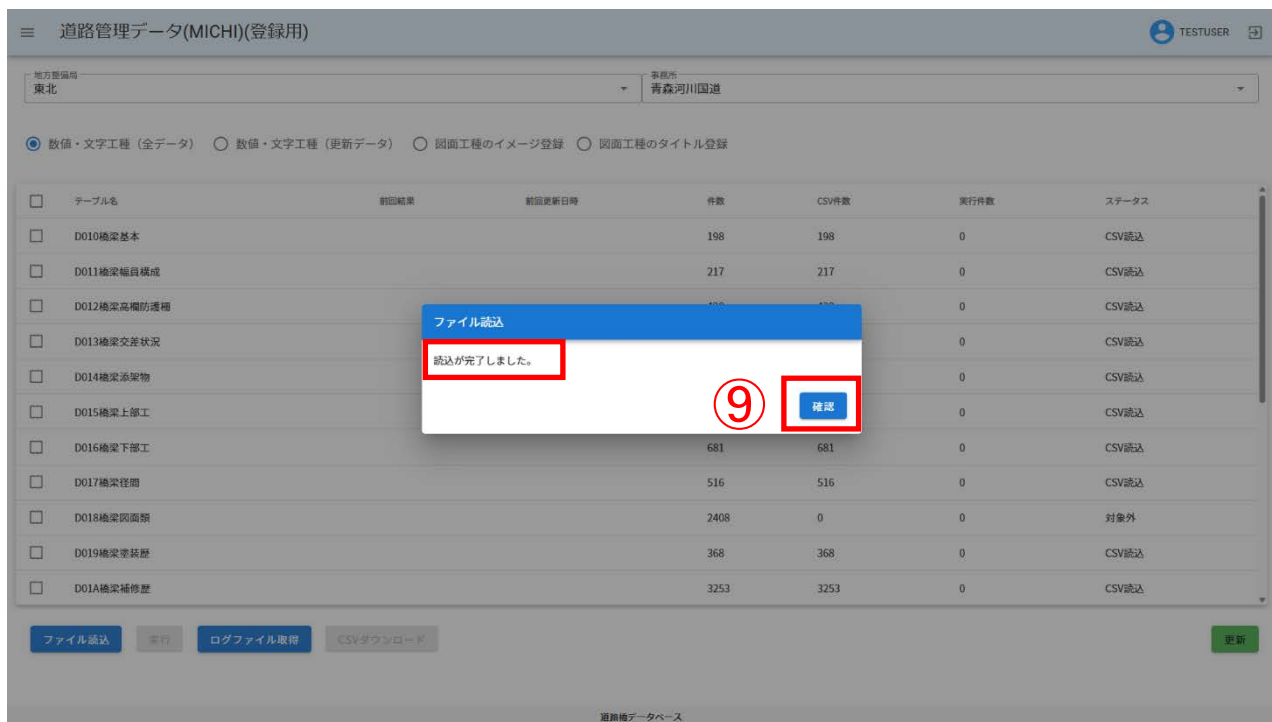 道路管理データ(MICHI)(登録用) TESTUSER
地方整備局 事務所
東北 青森河川国道
数値・文字工種（全データ） 数値・文字工種（更新データ） 図面工種のイメージ登録 図面工種のタイトル登録
テーブル名 前回結果 前回更新日時 件数 CSV件数 実行件数 ステータス
D010橋梁基本 198 198 0 CSV読込
D011橋梁幅員構成 217 217 0 CSV読込
D012橋梁高欄防護柵 0 CSV読込
ファイル読込
D013橋梁交差状況 0 CSV読込
読込が完了しました。
D014橋梁添架物 0 CSV読込
⑨ 確認
D015橋梁上部工 0 CSV読込
D016橋梁下部工 681 681 0 CSV読込
D017橋梁径間 516 516 0 CSV読込
D018橋梁図面類 2408 0 0 対象外
D019橋梁塗装歴 368 368 0 CSV読込
D01A橋梁補修歴 3253 3253 0 CSV読込
ファイル読込 実行 ログファイル取得 CSVダウンロード 更新
道路橋データベース